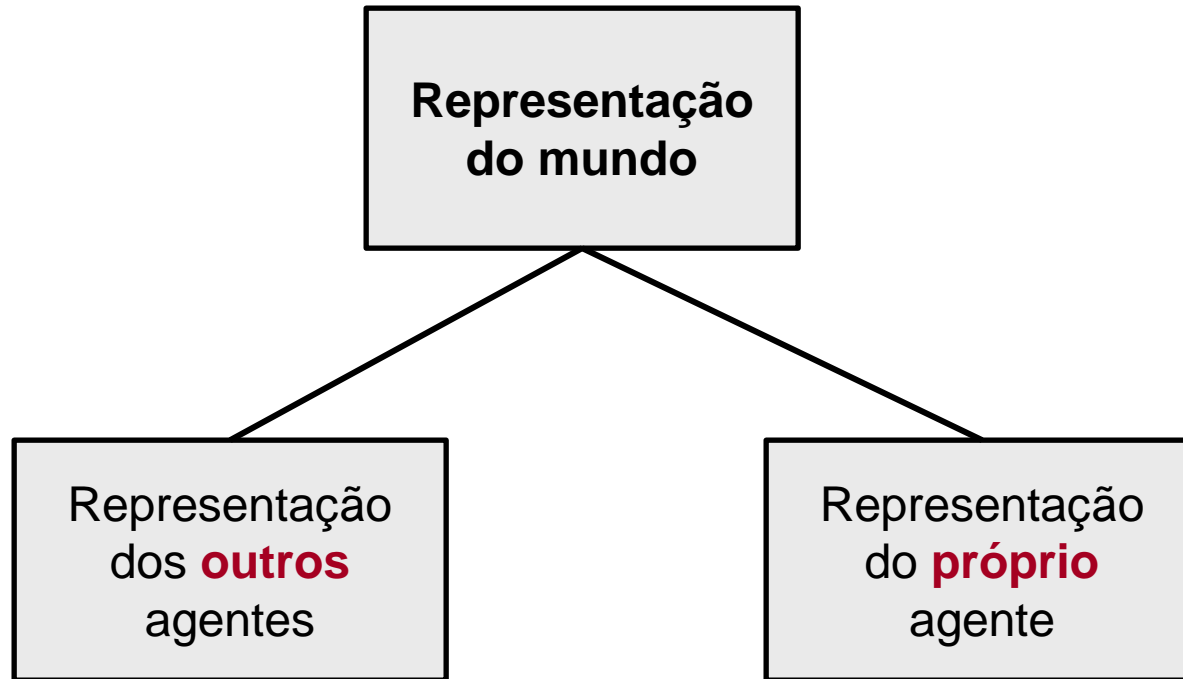 Representação
do mundo
Representação
dos outros
agentes
Representação
do próprio
agente